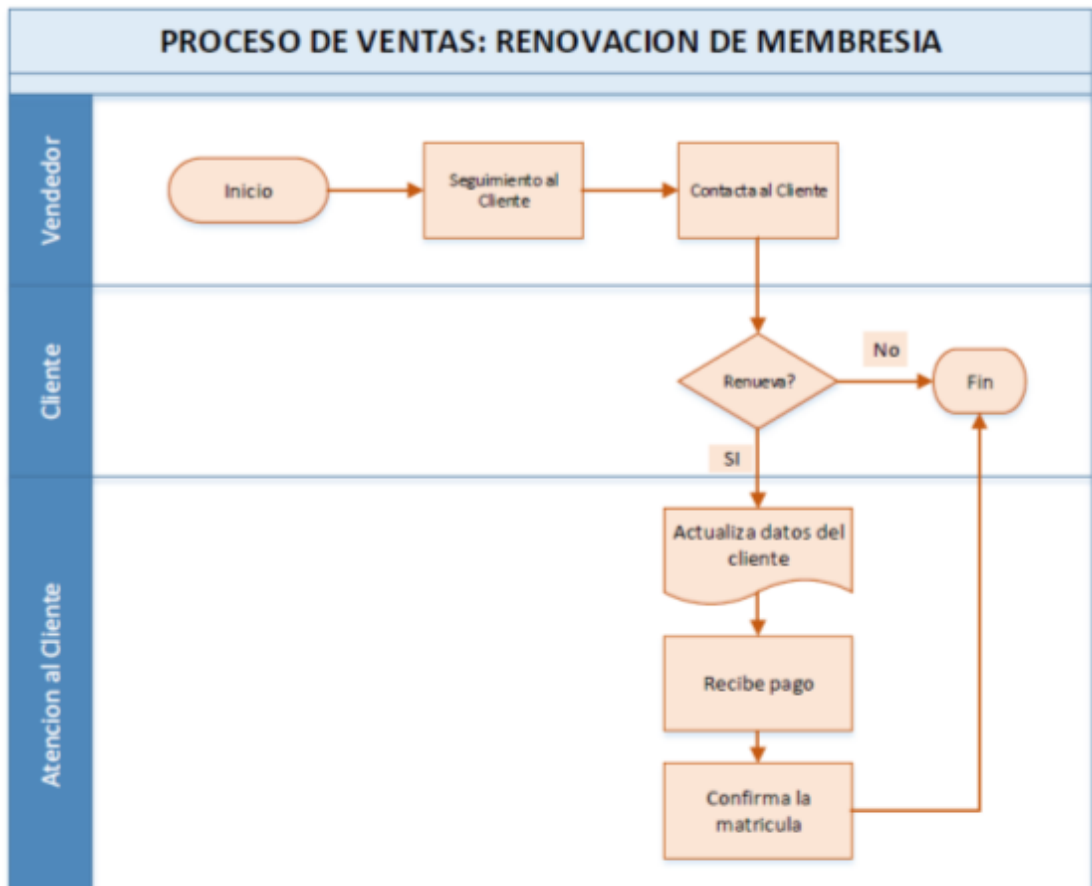 PROCESO DE VENTAS: RENOVACION DE MEMBRESIA
Vendedor
Inicio
Seguimiento al
Cliente
Contacta al Cliente
Cliente
Renueva?
No
Fin
SI
Atencion al Cliente
Actualiza datos del
cliente
Recibe pago
Confirma la
matricula